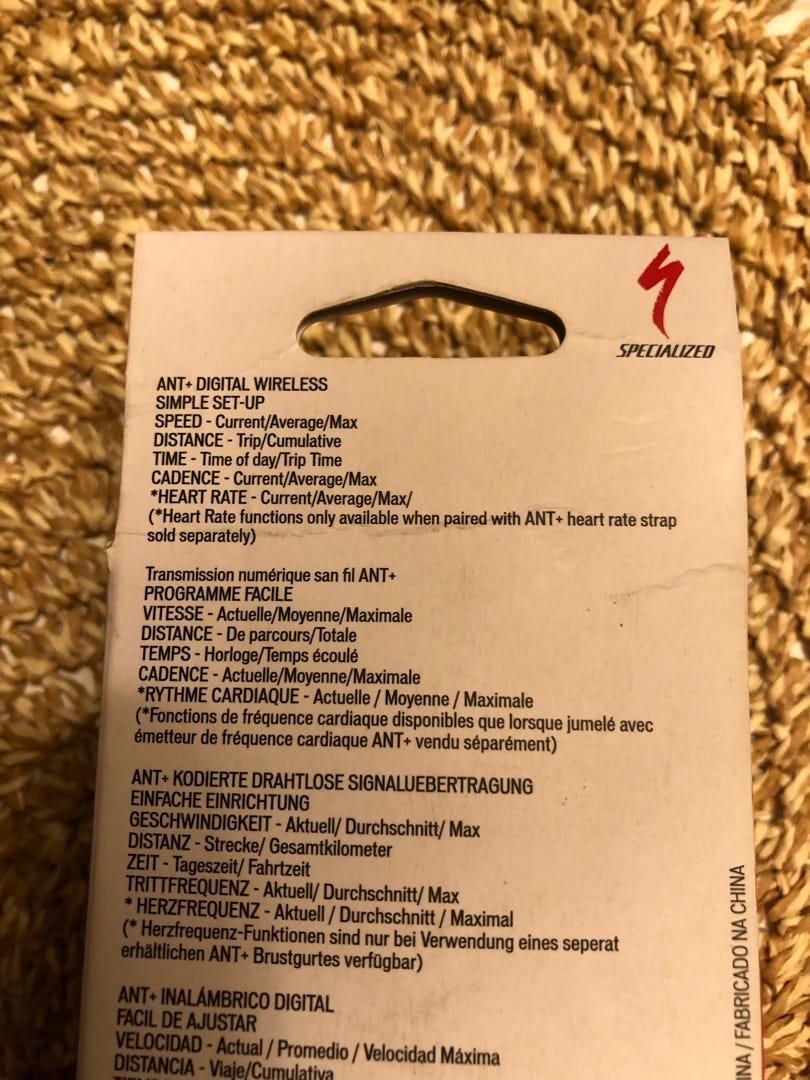 SPECIALIZED
ANT+ DIGITAL WIRELESS
SIMPLE SET-UP
SPEED - Current/Average/Max
DISTANCE - Trip/Cumulative
TIME - Time of day/Trip Time
CADENCE - Current/Average/Max
*HEART RATE - Current/Average/Max/
(*Heart Rate functions only available when paired with ANT+ heart rate strap
sold separately)
Transmission numérique san fil ANT+
PROGRAMME FACILE
VITESSE - Actuelle/Moyenne/Maximale
DISTANCE - De parcours/Totale
TEMPS - Horloge/Temps écoulé
CADENCE - Actuelle/Moyenne/Maximale
*RYTHME CARDIAQUE - Actuelle / Moyenne / Maximale
(*Fonctions de fréquence cardiaque disponibles que lorsque jumelé avec
émetteur de fréquence cardiaque ANT+ vendu séparément)
ANT+ KODIERTE DRAHTLOSE SIGNALUEBERTRAGUNG
EINFACHE EINRICHTUNG
GESCHWINDIGKEIT - Aktuell/ Durchschnitt/ Max
DISTANZ - Strecke/ Gesamtkilometer
ZEIT - Tageszeit/ Fahrtzeit
TRITTFREQUENZ - Aktuell/ Durchschnitt/ Max
* HERZFREQUENZ - Aktuell / Durchschnitt / Maximal
(* Herzfrequenz-Funktionen sind nur bei Verwendung eines seperat
erhältlichen ANT+ Brustgurtes verfügbar)
ANT+ INALÁMBRICO DIGITAL
FACIL DE AJUSTAR
VELOCIDAD - Actual / Promedio / Velocidad Máxima
DISTANCIA - Viaje/Cumulativa
/ FABRICADO NA CHINA